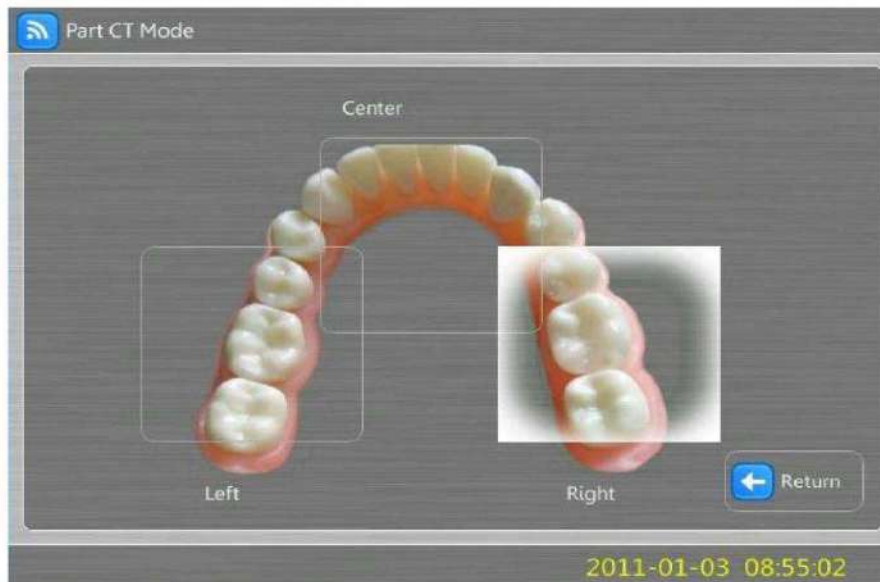 Part CT Mode
Center
Left
Right
Return
2011-01-03 08:55:02